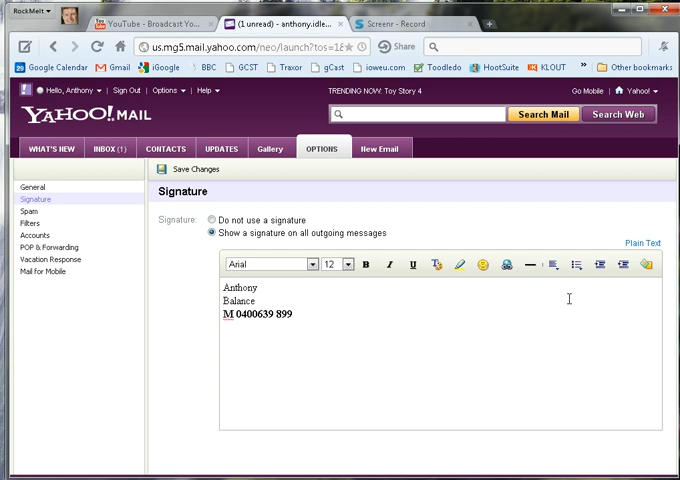 RockMelt
YouTube - Broadcast Yo...
(1 unread) - anthony.idle...
Screenr - Record
us.mg5.mail.yahoo.com/neo/launch?tos=1&
Share
29 Google Calendar
Gmail
iGoogle
BBC
GCST
Traxor
gCast
ioweu.com
Toodledo
HootSuite
KLOUT
»
Other bookmarks
Hello, Anthony
Sign Out
Options
Help
TRENDING NOW: Toy Story 4
Go Mobile
Yahoo!
YAHOO! MAIL
Search Mail
Search Web
WHAT'S NEW
INBOX (1)
CONTACTS
UPDATES
Gallery
OPTIONS
New Email
Save Changes
General
Signature
Spam
Filters
Accounts
POP & Forwarding
Vacation Response
Mail for Mobile
Signature
Signature:
Do not use a signature
Show a signature on all outgoing messages
Plain Text
Arial
12
B
I
U
Anthony
Balance
M 0400639 899